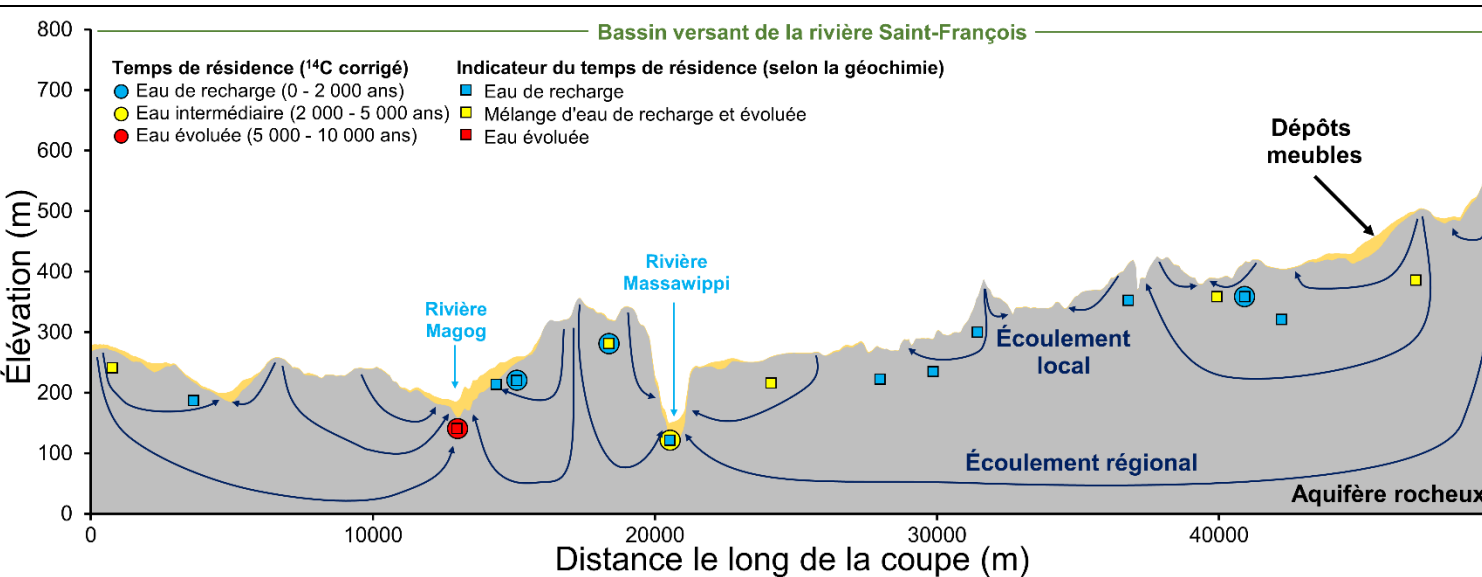 Bassin versant de la rivière Saint-François
800
700
600
500
400
300
200
100
0
Élévation (m)
Temps de résidence (¹⁴C corrigé)
Eau de recharge (0 - 2 000 ans)
Eau intermédiaire (2 000 - 5 000 ans)
Eau évoluée (5 000 - 10 000 ans)
Indicateur du temps de résidence (selon la géochimie)
Eau de recharge
Mélange d'eau de recharge et évoluée
Eau évoluée
Dépôts
meubles
Rivière
Massawippi
Rivière
Magog
Écoulement
local
Écoulement régional
Aquifère rocheux
0
10000
20000
30000
40000
Distance le long de la coupe (m)